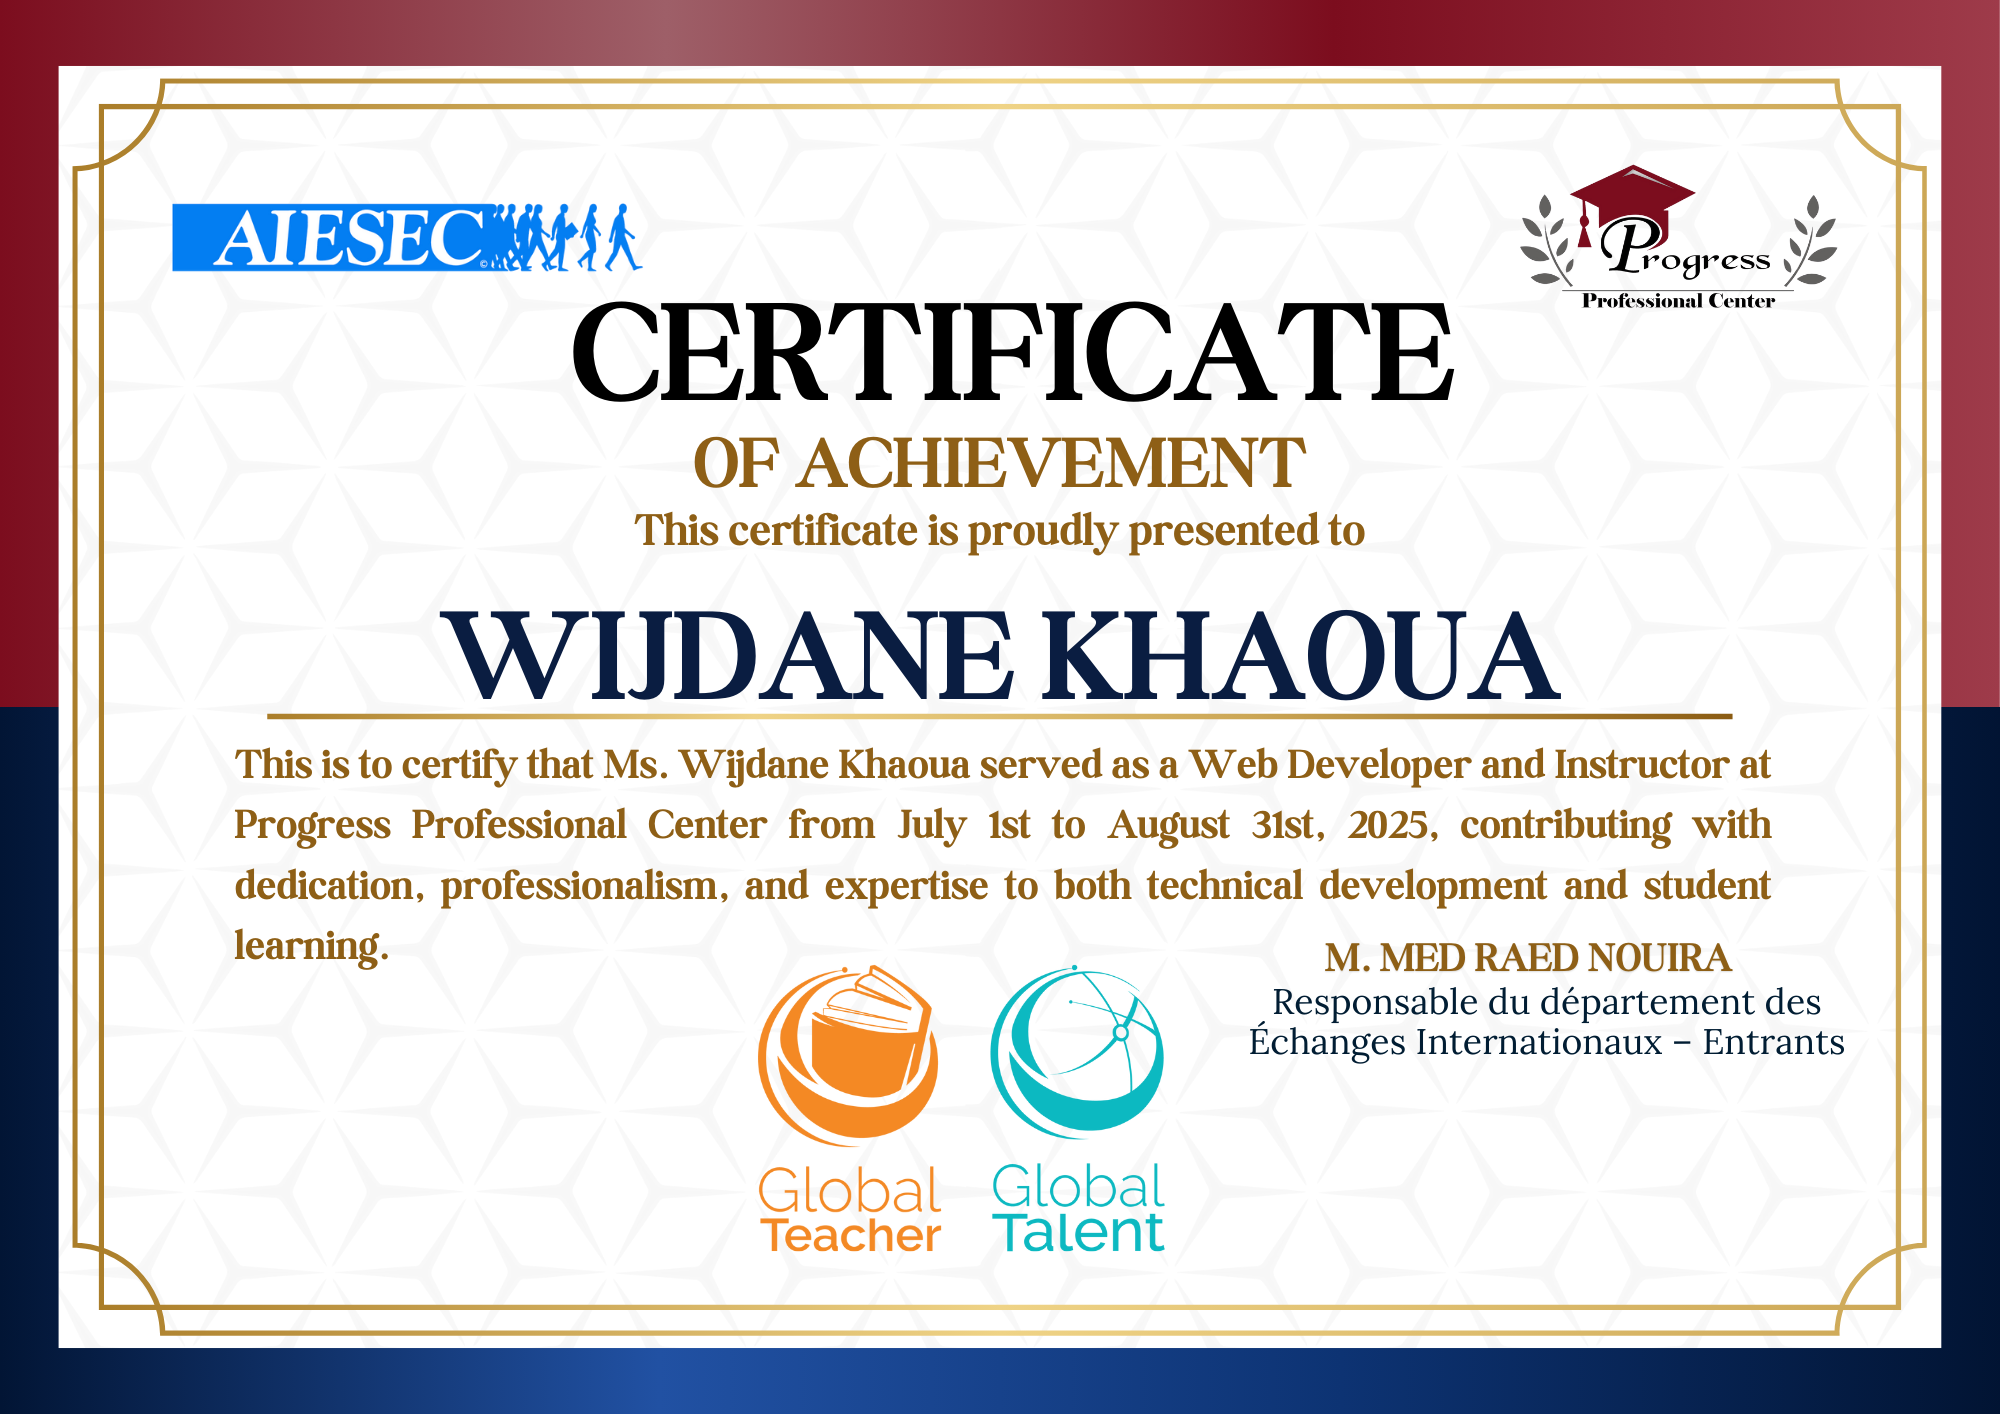 AIESEC
Progress
Professional Center
CERTIFICATE
OF ACHIEVEMENT
This certificate is proudly presented to
WIJDANE KHAOUA
This is to certify that Ms. Wijdane Khaoua served as a Web Developer and Instructor at
Progress Professional Center from July 1st to August 31st, 2025, contributing with
dedication, professionalism, and expertise to both technical development and student
learning.
M. MED RAED NOUIRA
Responsable du département des
Échanges Internationaux – Entrants
Global
Teacher
Global
Talent